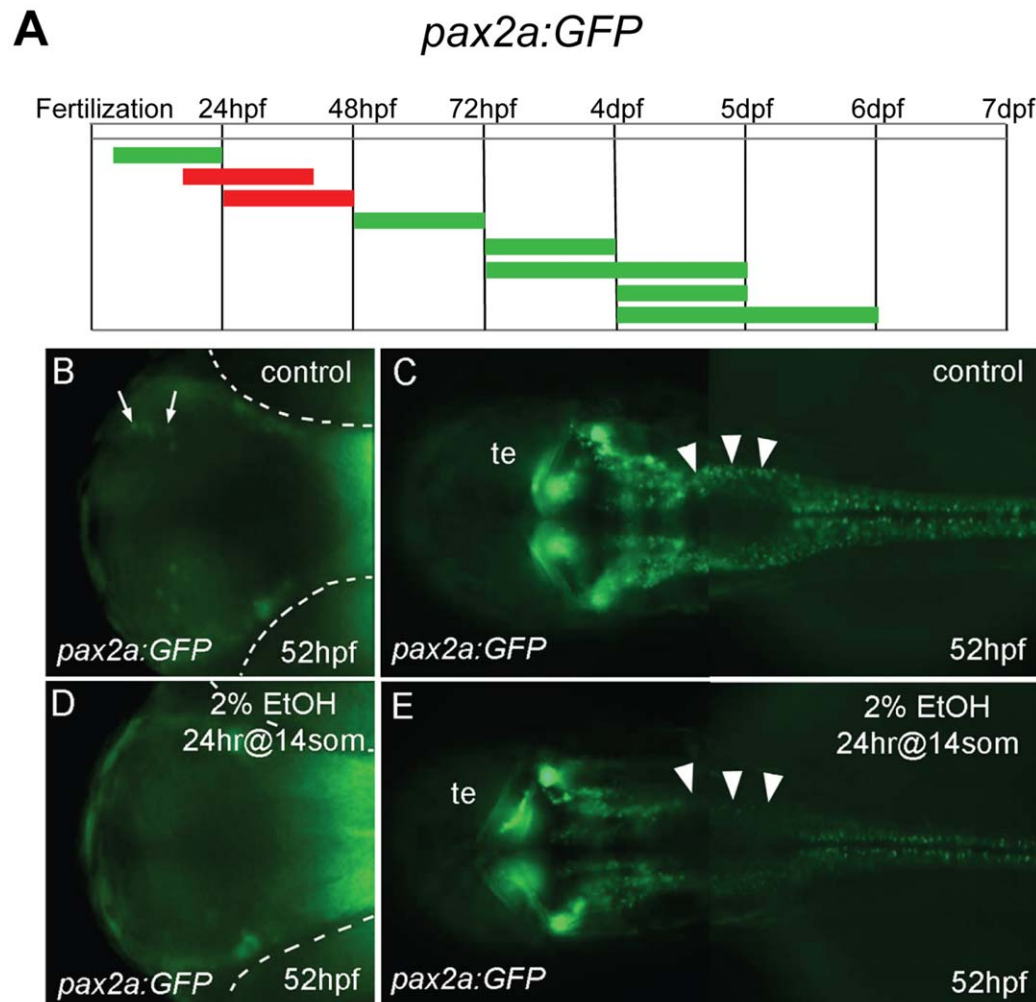 A
pax2a:GFP
Fertilization 24hpf 48hpf 72hpf 4dpf 5dpf 6dpf 7dpf
B
control
pax2a:GFP
52hpf
C
control
te
pax2a:GFP
52hpf
D
2% EtOH
24hr@14som
pax2a:GFP
52hpf
E
2% EtOH
24hr@14som
te
pax2a:GFP
52hpf